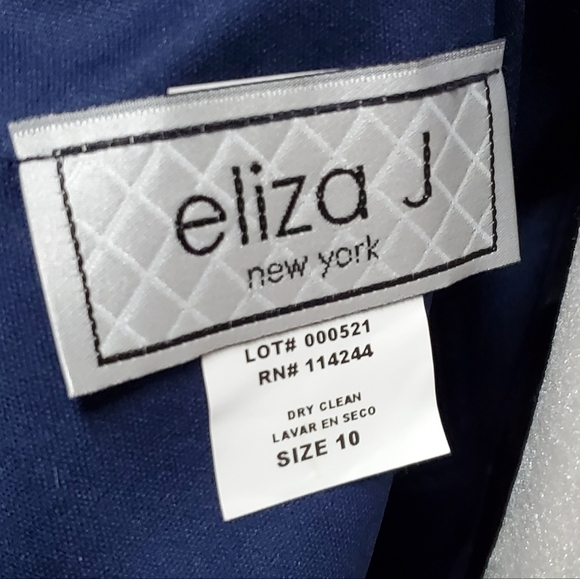 eliza J
new york
LOT# 000521
RN# 114244
DRY CLEAN
LAVAR EN SECO
SIZE 10